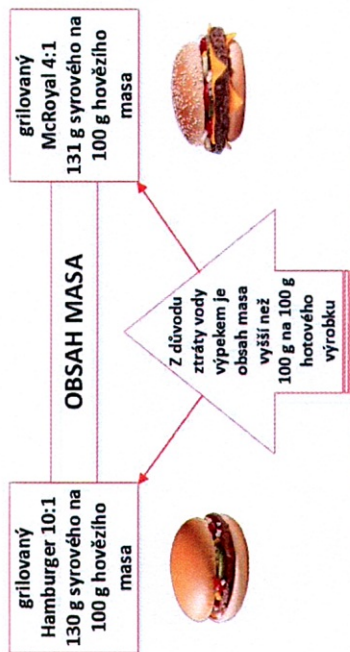 OBSAH MASA
grilovaný
Hamburger 10:1
130 g syrového na
100 g hovězího
masa
grilovaný
McRoyal 4:1
131 g syrového na
100 g hovězího
masa
Z důvodu
ztráty vody
výpekem je
obsah masa
vyšší než
100 g na 100 g
hotového
výrobku